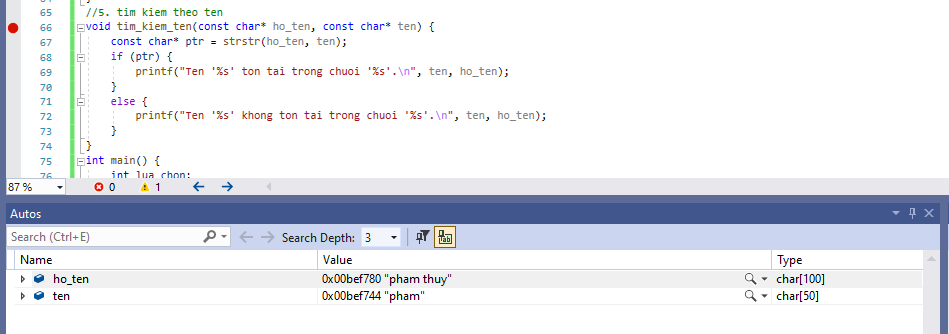 64 }
65 //5. tim kiem theo ten
66 void tim_kiem_ten(const char* ho_ten, const char* ten) {
67 const char* ptr = strstr(ho_ten, ten);
68 if (ptr) {
69 printf("Ten '%s' ton tai trong chuoi '%s'.\n", ten, ho_ten);
70 }
71 else {
72 printf("Ten '%s' khong ton tai trong chuoi '%s'.\n", ten, ho_ten);
73 }
74 }
75 int main() {
76 int lua chon;
87 % 0 1
Autos
Search (Ctrl+E) Search Depth: 3
Name Value Type
ho_ten 0x00bef780 "pham thuy" char[100]
ten 0x00bef744 "pham" char[50]